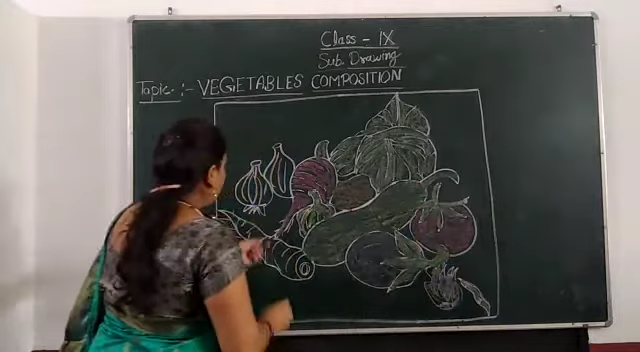 Class - IX
Sub. Drawing
Topic :- VEGETABLES COMPOSITION